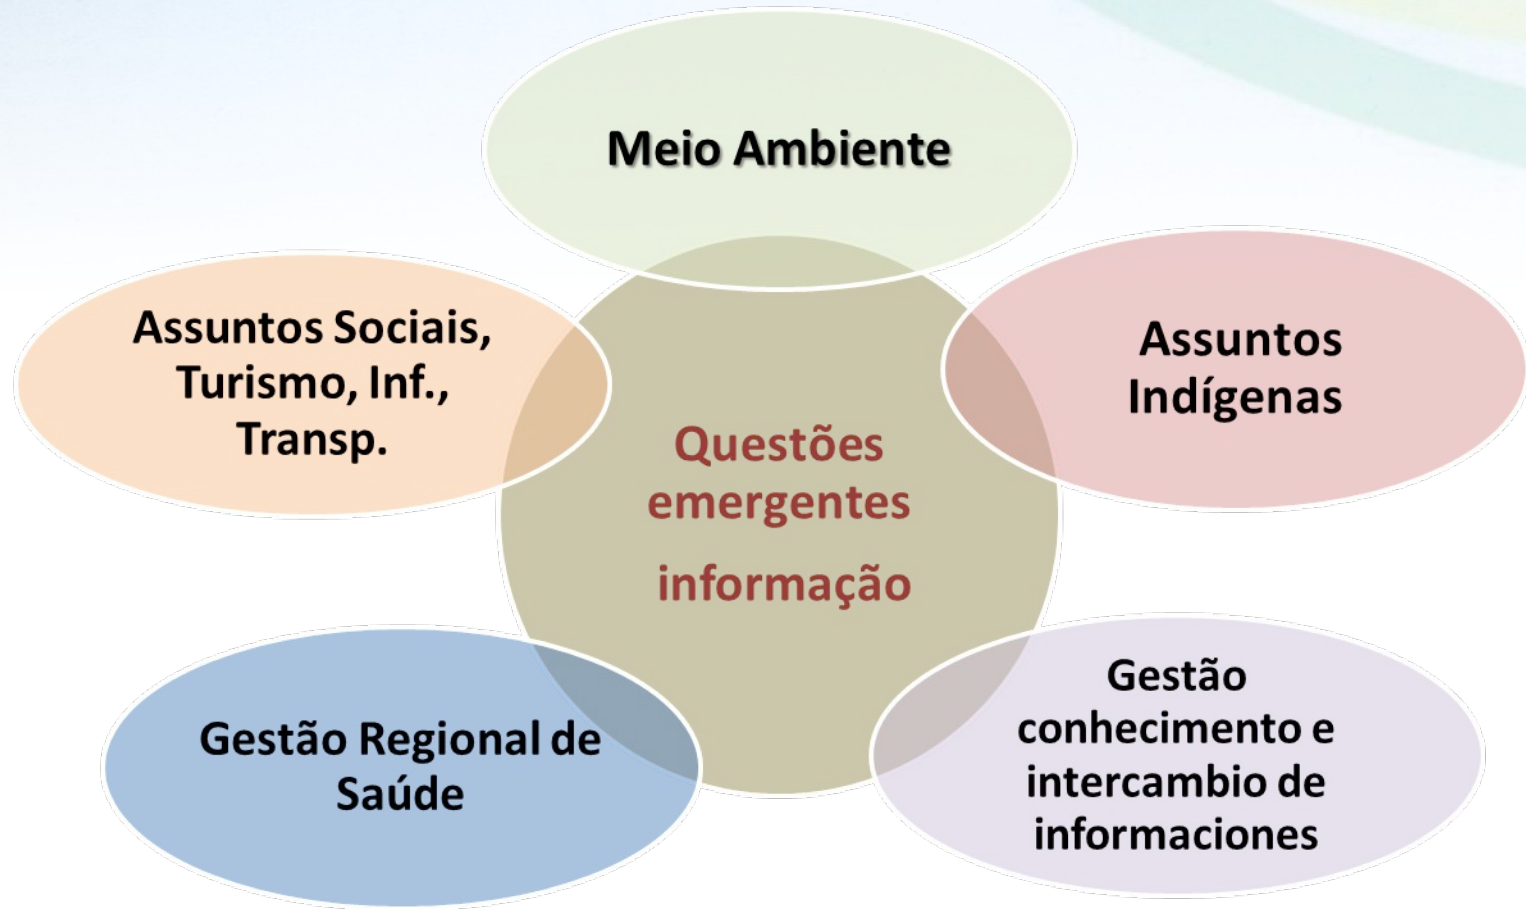 Meio Ambiente
Assuntos Sociais,
Turismo, Inf.,
Transp.
Assuntos
Indígenas
Questões
emergentes
informação
Gestão Regional de
Saúde
Gestão
conhecimento e
intercambio de
informaciones